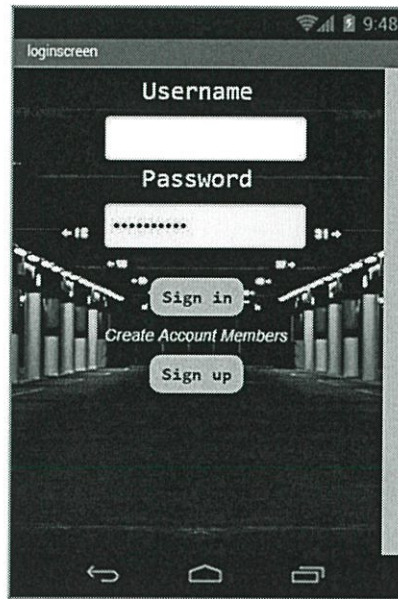 9:48
loginscreen
Username
Password
Sign in
Create Account Members
Sign up